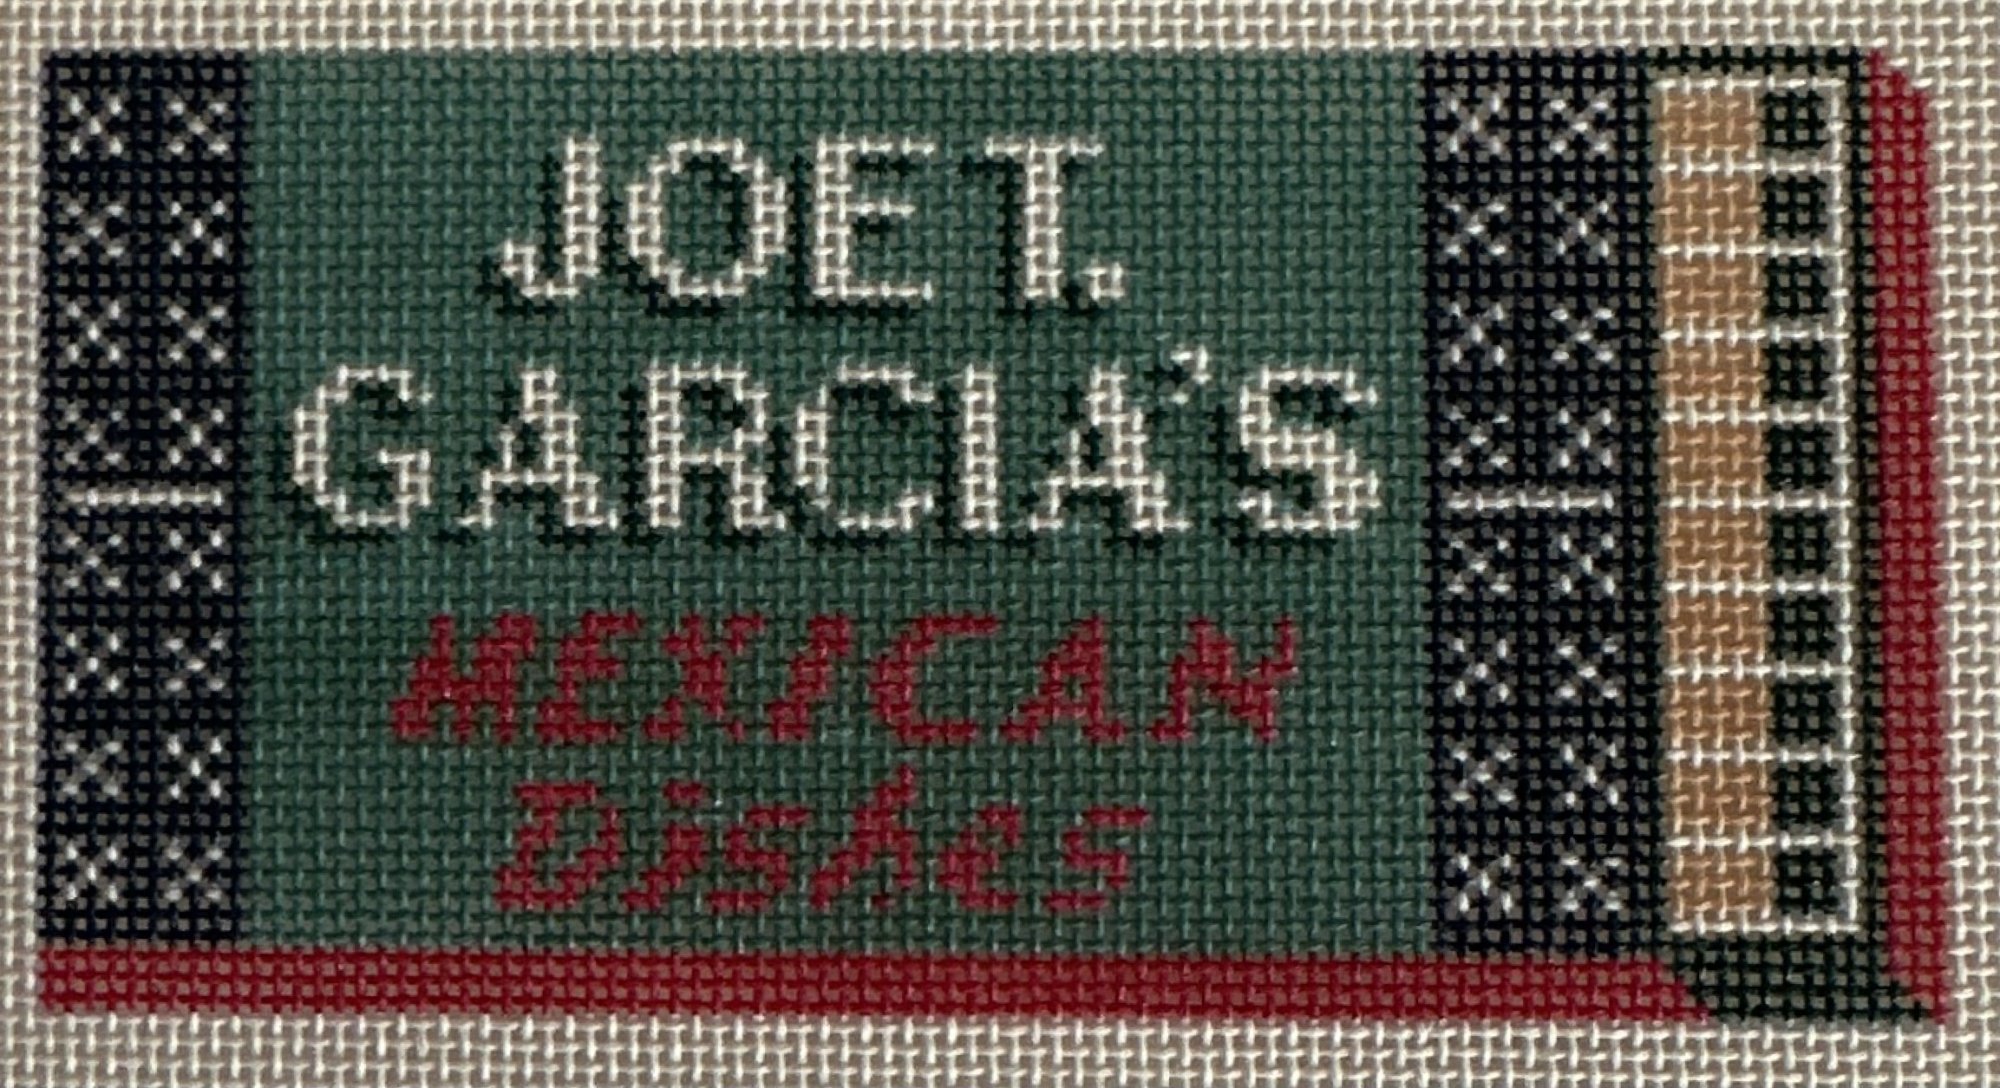 JOE T.
GARCIA'S
MEXICAN
Dishes